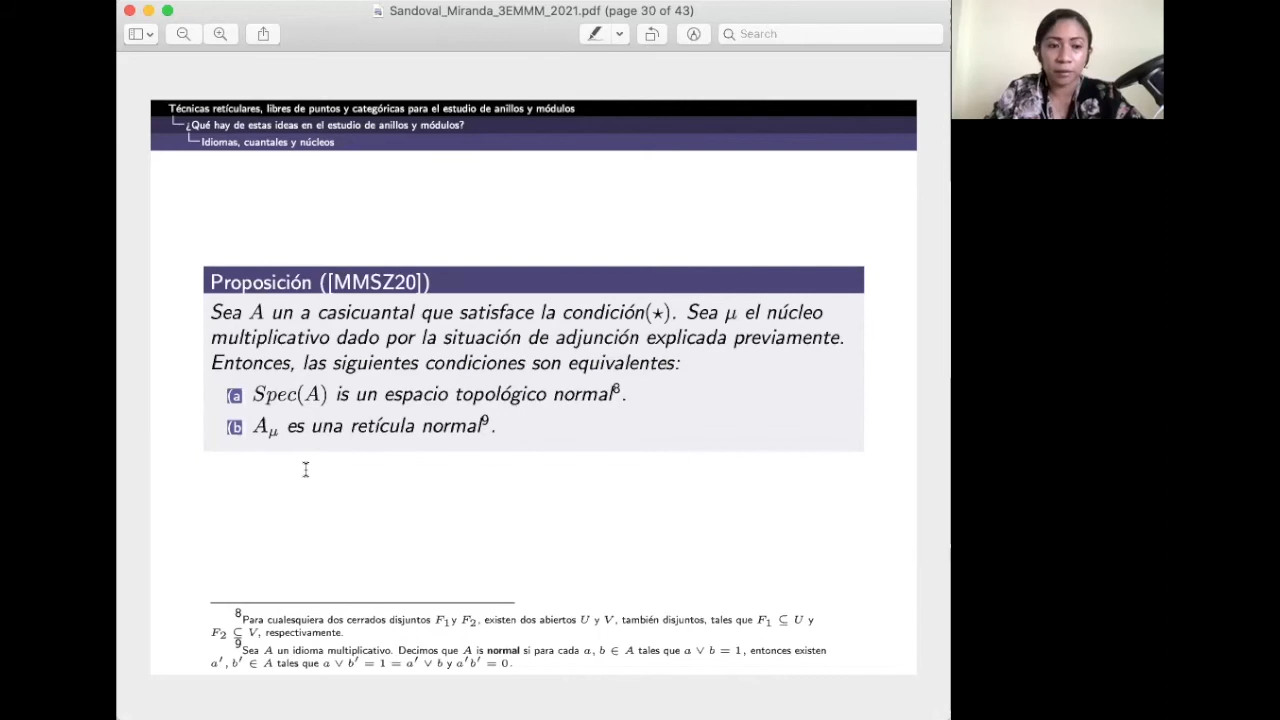 Sandoval_Miranda_3EMMM_2021.pdf (page 30 of 43)
Search
Técnicas retículares, libres de puntos y categóricas para el estudio de anillos y módulos
¿Qué hay de estas ideas en el estudio de anillos y módulos?
Idiomas, cuantales y núcleos
Proposición ([MMSZ20])
Sea A un a casicuantal que satisface la condición(⋆). Sea μ el núcleo
multiplicativo dado por la situación de adjunción explicada previamente.
Entonces, las siguientes condiciones son equivalentes:
(a Spec(A) is un espacio topológico normal⁸.
(b A_μ es una retícula normal⁹.
⁸Para cualesquiera dos cerrados disjuntos F₁y F₂, existen dos abiertos U y V, también disjuntos, tales que F₁ ⊆ U y
F₂ ⊆ V, respectivamente.
⁹Sea A un idioma multiplicativo. Decimos que A is normal si para cada a, b ∈ A tales que a ∨ b = 1, entonces existen
a′, b′ ∈ A tales que a ∨ b′ = 1 = a′ ∨ b y a′b′ = 0.